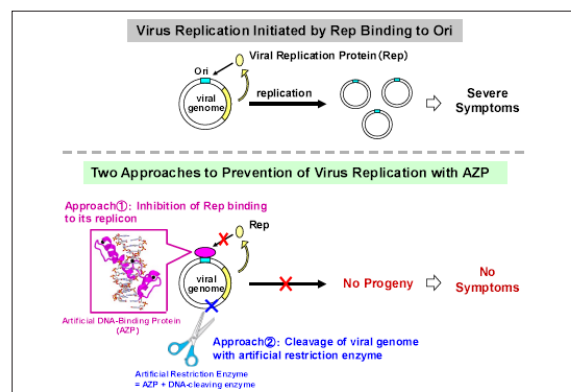 Virus Replication Initiated by Rep Binding to Ori
Viral Replication Protein(Rep)
Ori
viral
genome
replication
Severe
Symptoms
Two Approaches to Prevention of Virus Replication with AZP
Approach①: Inhibition of Rep binding
to its replicon
Rep
viral
genome
No Progeny
No
Symptoms
Artificial DNA-Binding Protein
(AZP)
Approach②: Cleavage of viral genome
with artificial restriction enzyme
Artificial Restriction Enzyme
= AZP + DNA-cleaving enzyme